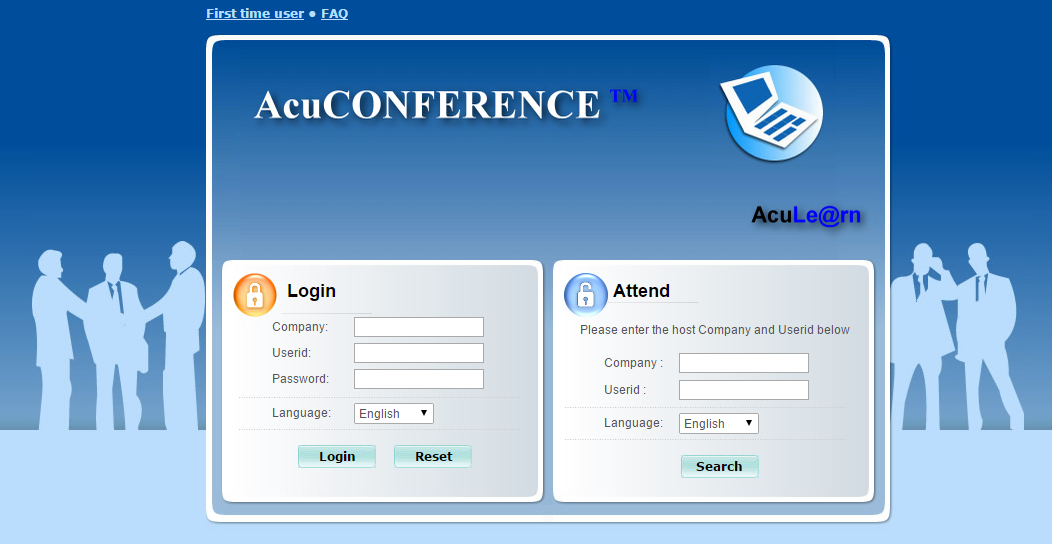 First time user ● FAQ
AcuCONFERENCE TM
AcuLe@rn
Login
Company:
Userid:
Password:
Language: English
Login Reset
Attend
Please enter the host Company and Userid below
Company :
Userid :
Language: English
Search